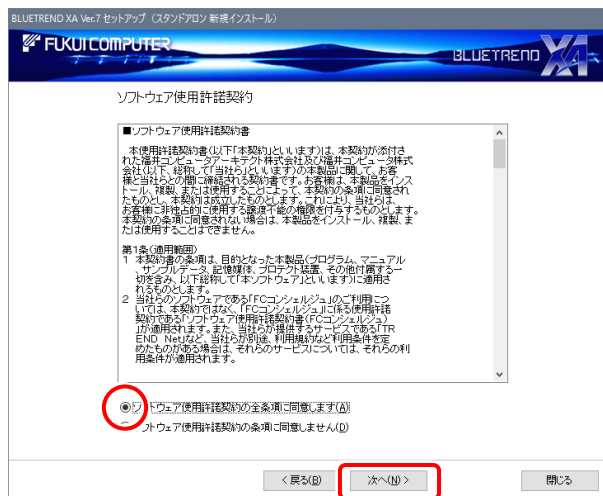 BLUETREND XA Ver.7 セットアップ（スタンドアロン 新規インストール）
FUKUI COMPUTER
BLUETREND XA
ソフトウェア使用許諾契約
■ソフトウェア使用許諾契約書
本使用許諾契約書(以下「本契約」といいます)は、本契約が添付さ
れた福井コンピュータアーキテクト株式会社及び福井コンピュータ株式
会社(以下、総称して「当社ら」といいます)の本製品に関して、お客
様と当社らとの間に締結される契約書です。お客様は、本製品をインス
トール、複製、または使用することによって、本契約の条項に同意され
たものとし、本契約は成立したものとします。これにより、当社らは、
お客様に非独占的に使用する譲渡不能の権限を付与するものとします。
本契約の条項に同意されない場合は、本製品をインストール、複製、ま
たは使用することはできません。
第1条(適用範囲)
1 本契約書の条項は、目的となった本製品(プログラム、マニュアル
、サンプルデータ、記憶媒体、プロテクト装置、その他付属する一
切を含み、以下総称して「本ソフトウェア」といいます)に適用さ
れるものとします。
2 当社らのソフトウェアである「FCコンシェルジュ」のご利用につ
いては、本契約ではなく、「FCコンシェルジュ」に係る使用許諾
契約である「ソフトウェア使用許諾契約書(FCコンシェルジュ)
」が適用されます。また、当社らが提供するサービスである「TR
END Net」など、当社らが別途、利用規約など利用条件を定
めたものがある場合は、それらのサービスについては、それらの利
用条件が適用されます。
ソフトウェア使用許諾契約の全条項に同意します(A)
フトウェア使用許諾契約の条項に同意しません(D)
< 戻る(B)
次へ(N) >
閉じる